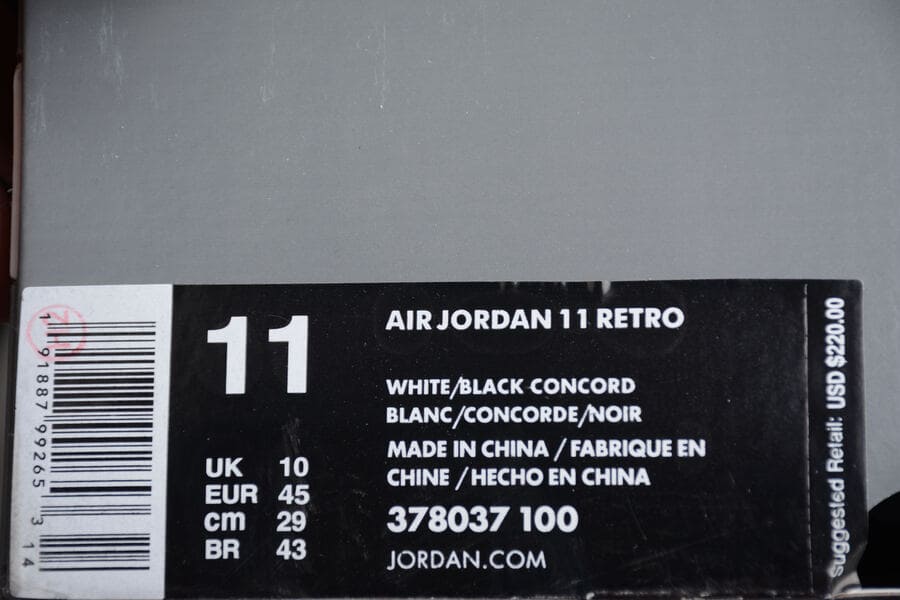 1 91887 99265 3 14
11
UK 10
EUR 45
cm 29
BR 43
AIR JORDAN 11 RETRO
WHITE/BLACK-CONCORD
BLANC/CONCORDE/NOIR
MADE IN CHINA / FABRIQUE EN
CHINE / HECHO EN CHINA
378037 100
JORDAN.COM
Suggested Retail: USD $220.00